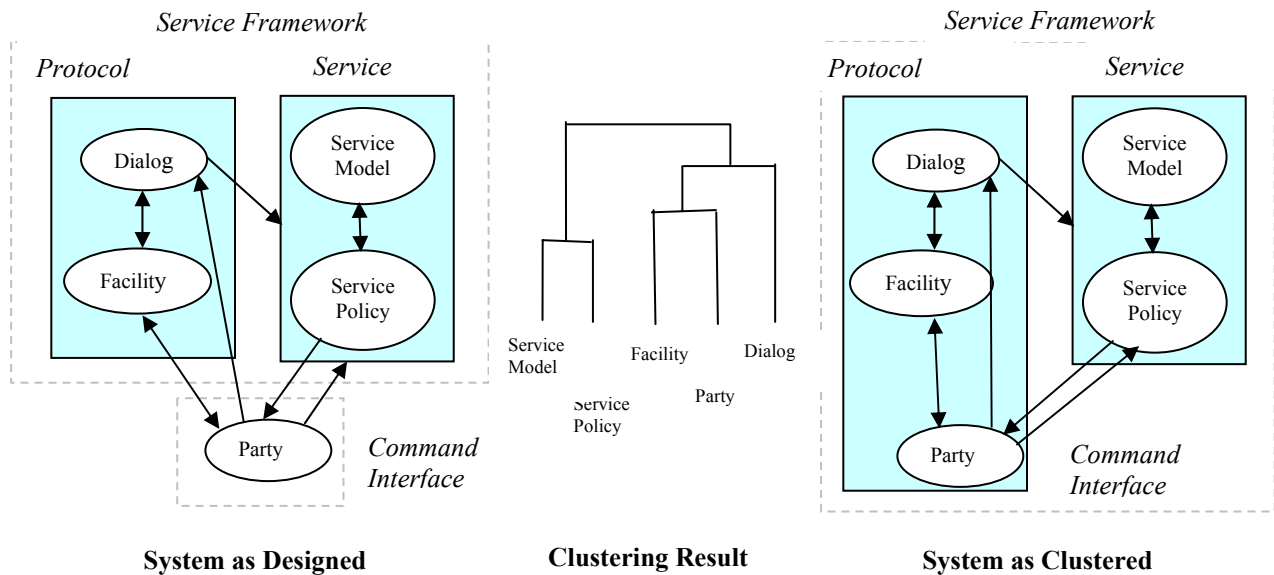 Service Framework
Protocol
Service
Dialog
Service
Model
Facility
Service
Policy
Party
Command
Interface
System as Designed
Service
Model
Service
Policy
Facility
Party
Dialog
Clustering Result
Service Framework
Protocol
Service
Dialog
Service
Model
Facility
Service
Policy
Party
Command
Interface
System as Clustered